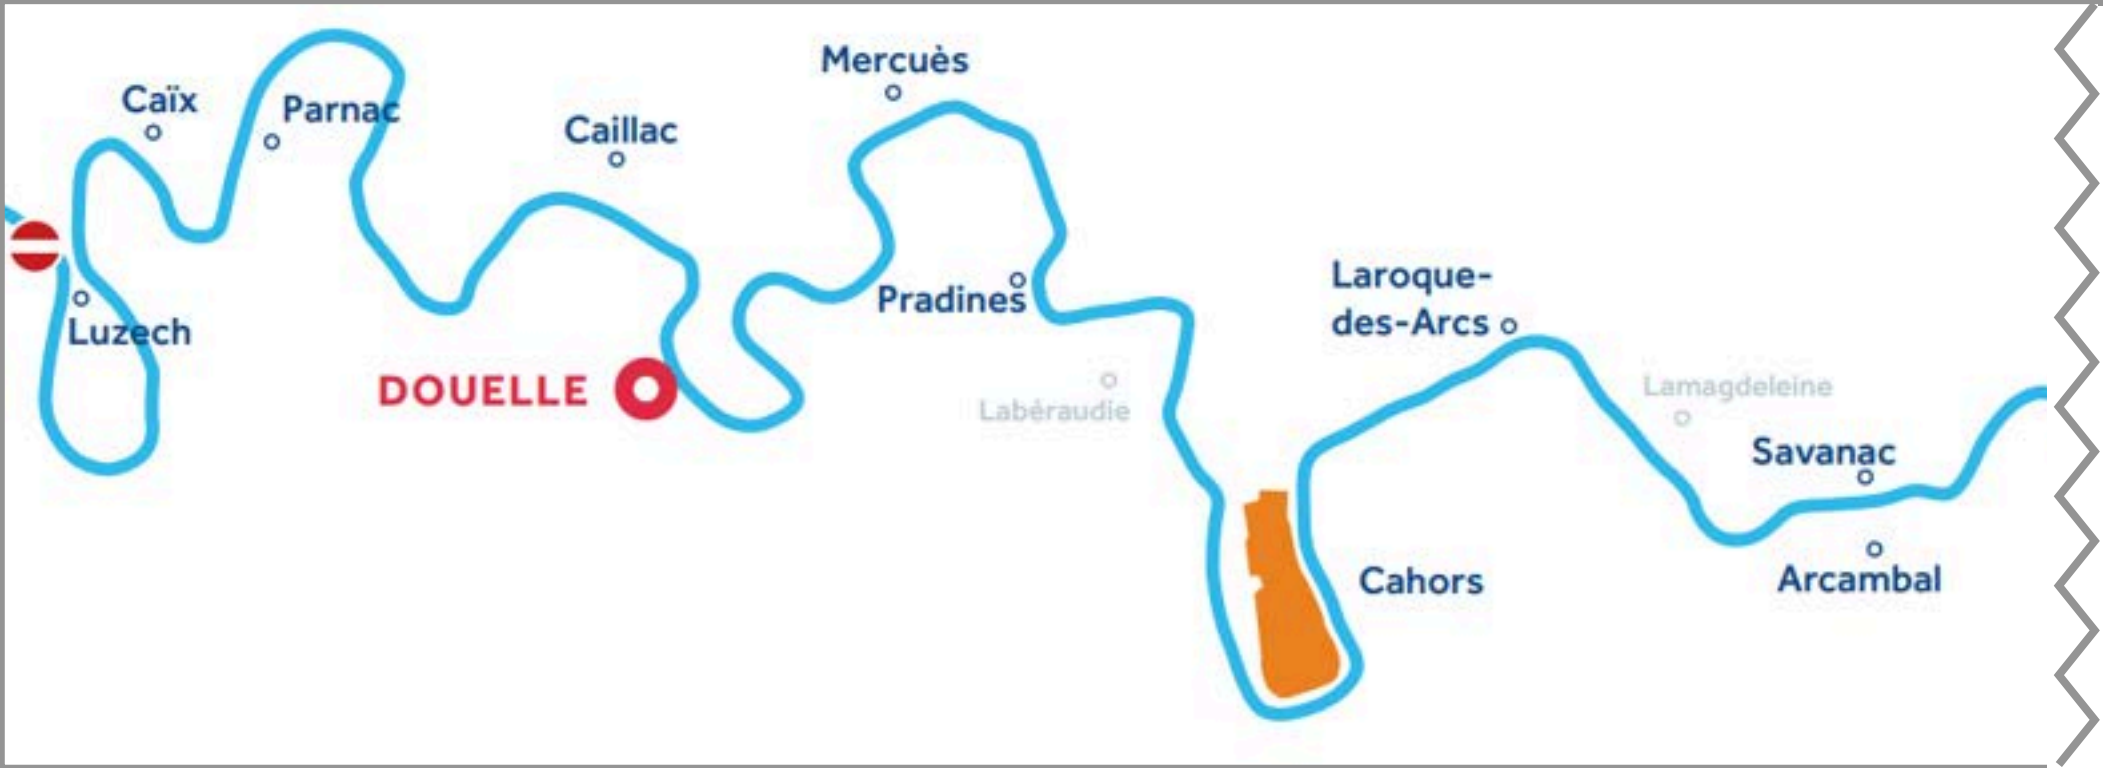 Mercuès
Caïx
Parnac
Caillac
Luzech
DOUELLE
Pradines
Labéraudie
Laroque-
des-Arcs
Lamagdeleine
Savanac
Cahors
Arcambal